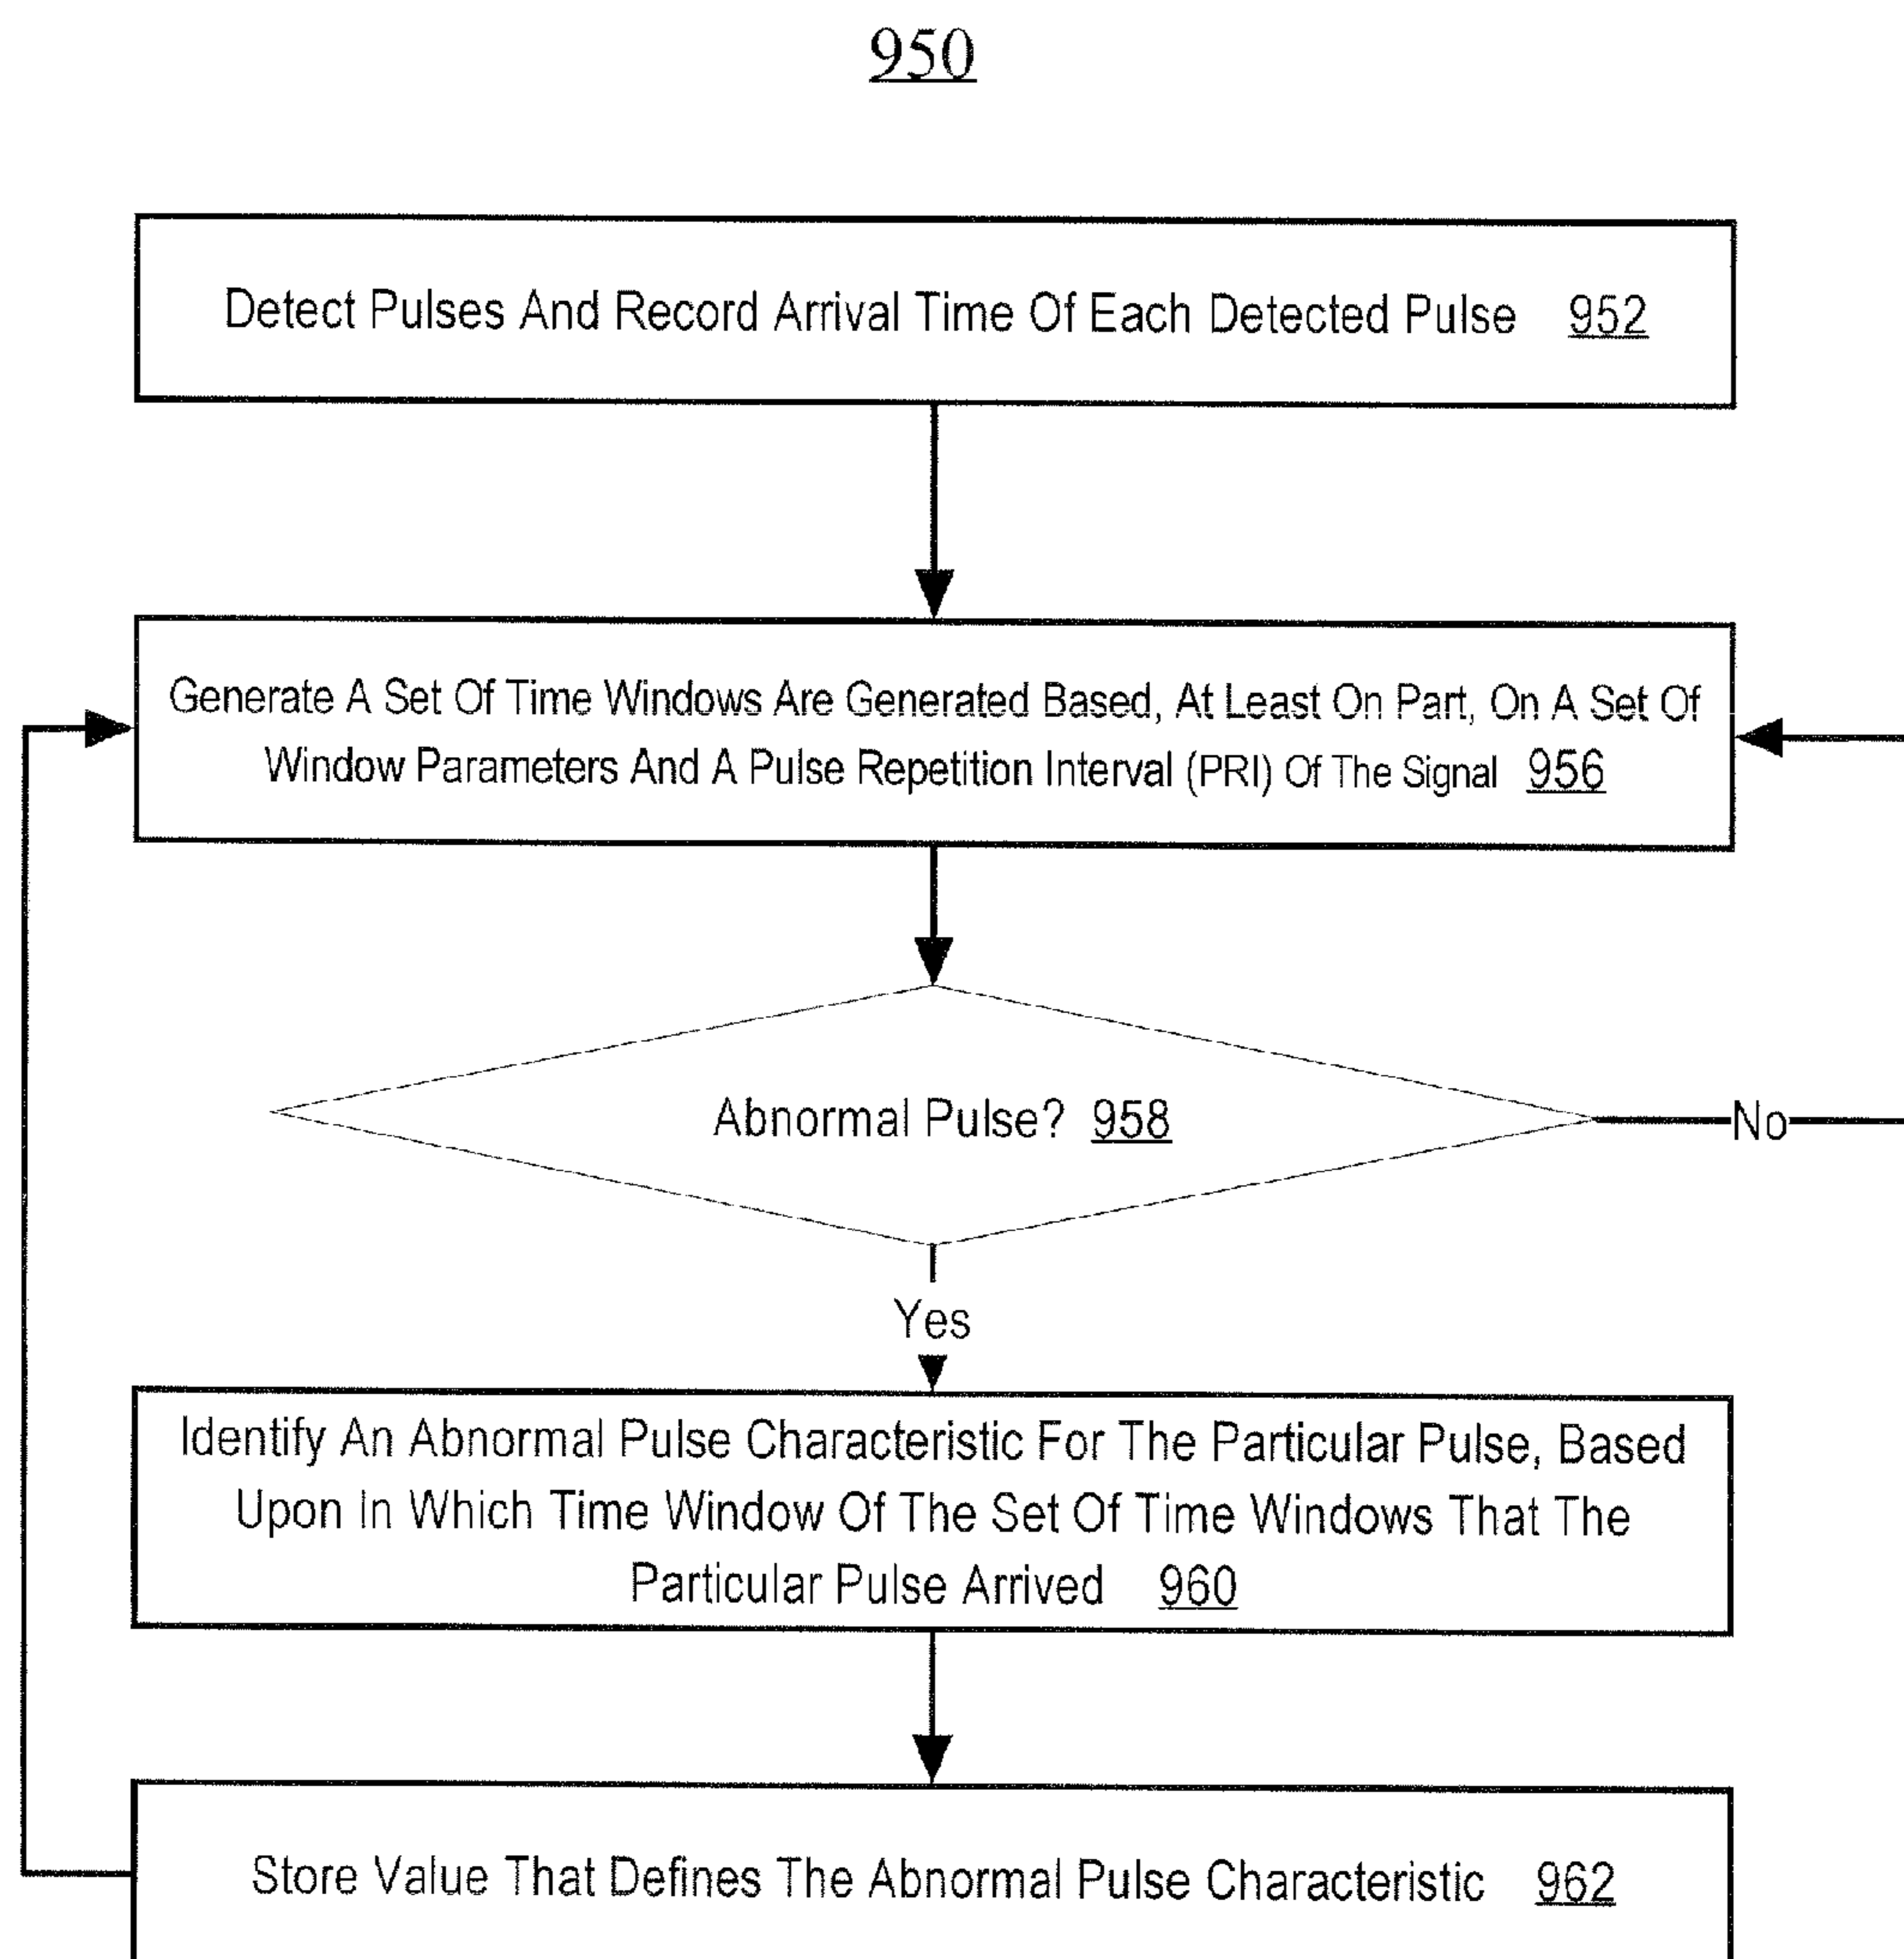 950
Detect Pulses And Record Arrival Time Of Each Detected Pulse 952
Generate A Set Of Time Windows Are Generated Based, At Least On Part, On A Set Of
Window Parameters And A Pulse Repetition Interval (PRI) Of The Signal 956
Abnormal Pulse? 958
No
Yes
Identify An Abnormal Pulse Characteristic For The Particular Pulse, Based
Upon In Which Time Window Of The Set Of Time Windows That The
Particular Pulse Arrived 960
Store Value That Defines The Abnormal Pulse Characteristic 962